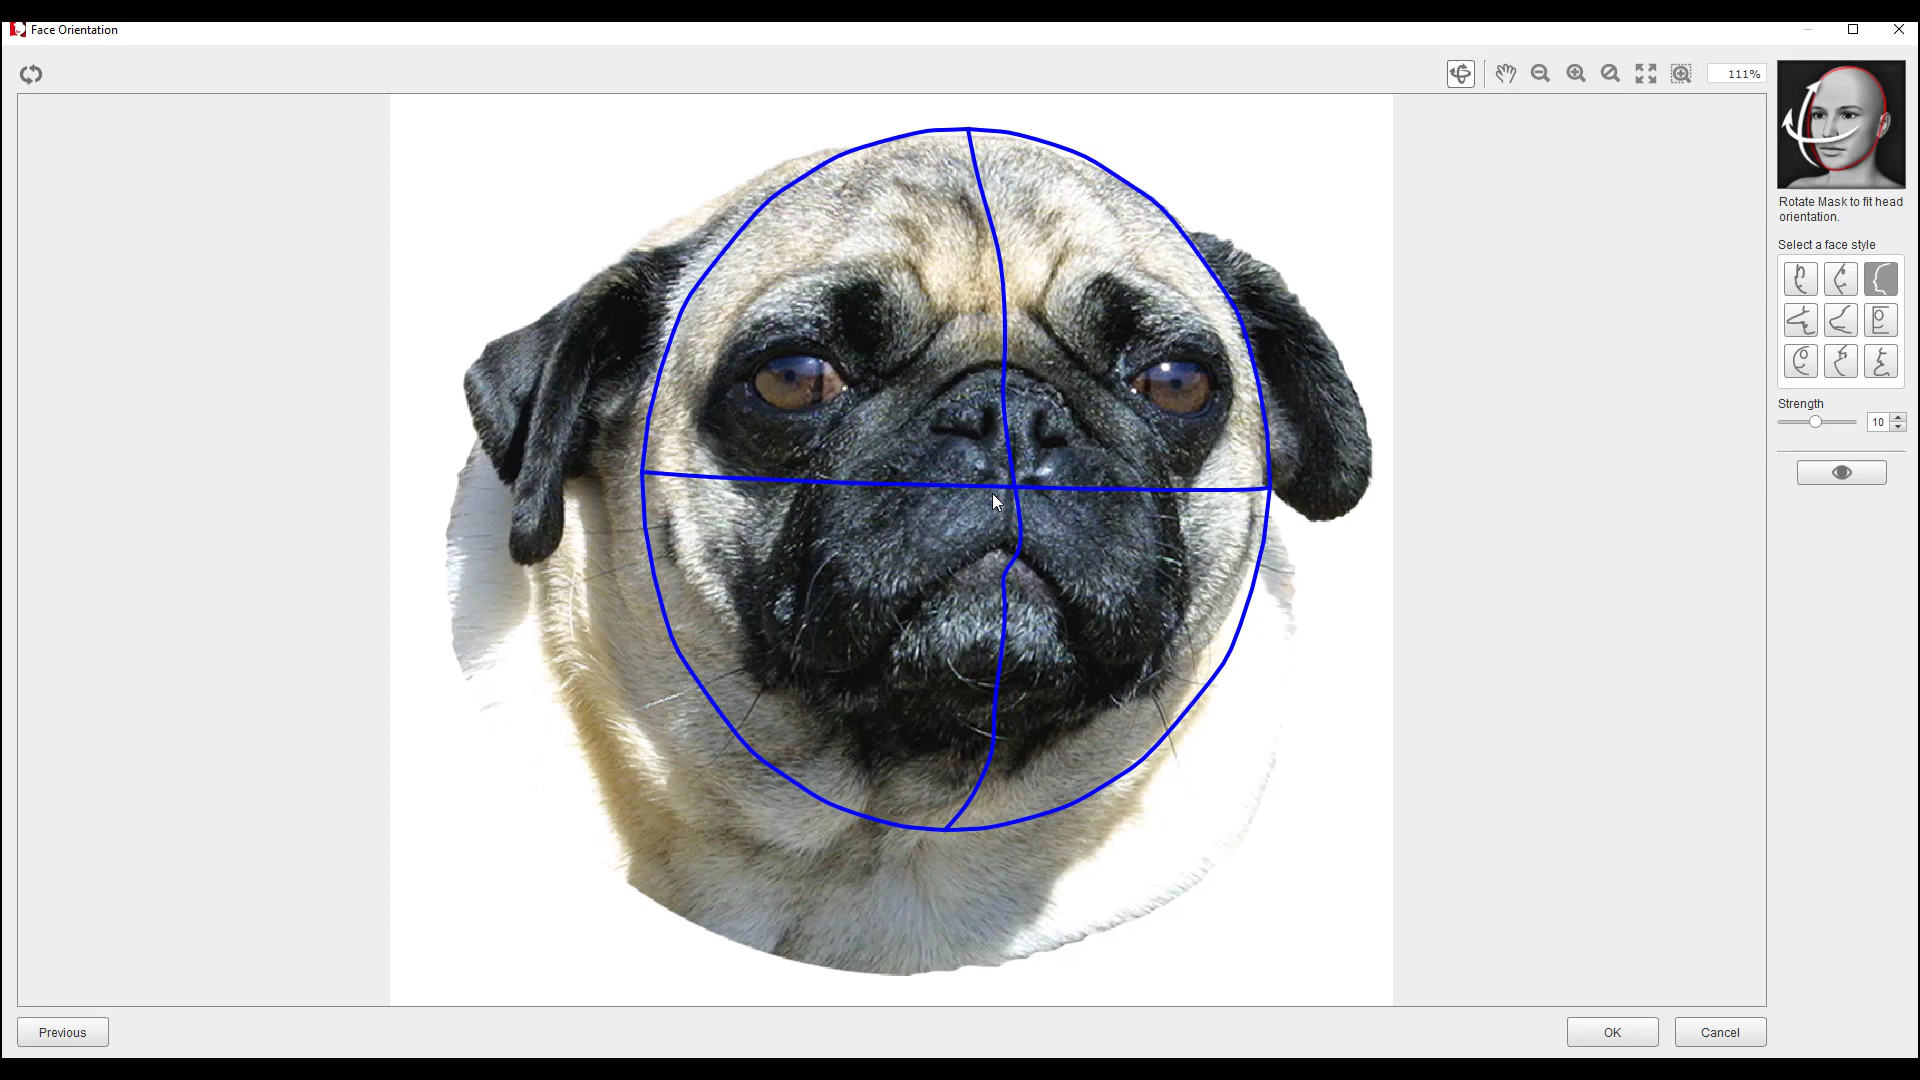 Face Orientation
111%
Rotate Mask to fit head
orientation.
Select a face style
Strength
10
Previous
OK
Cancel